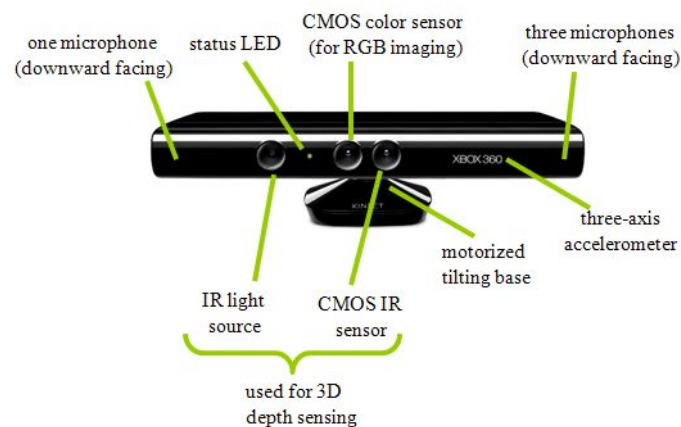 CMOS color sensor
(for RGB imaging)
one microphone
(downward facing)
status LED
three microphones
(downward facing)
XBOX 360
KINECT
three-axis
accelerometer
motorized
tilting base
IR light
source
CMOS IR
sensor
used for 3D
depth sensing